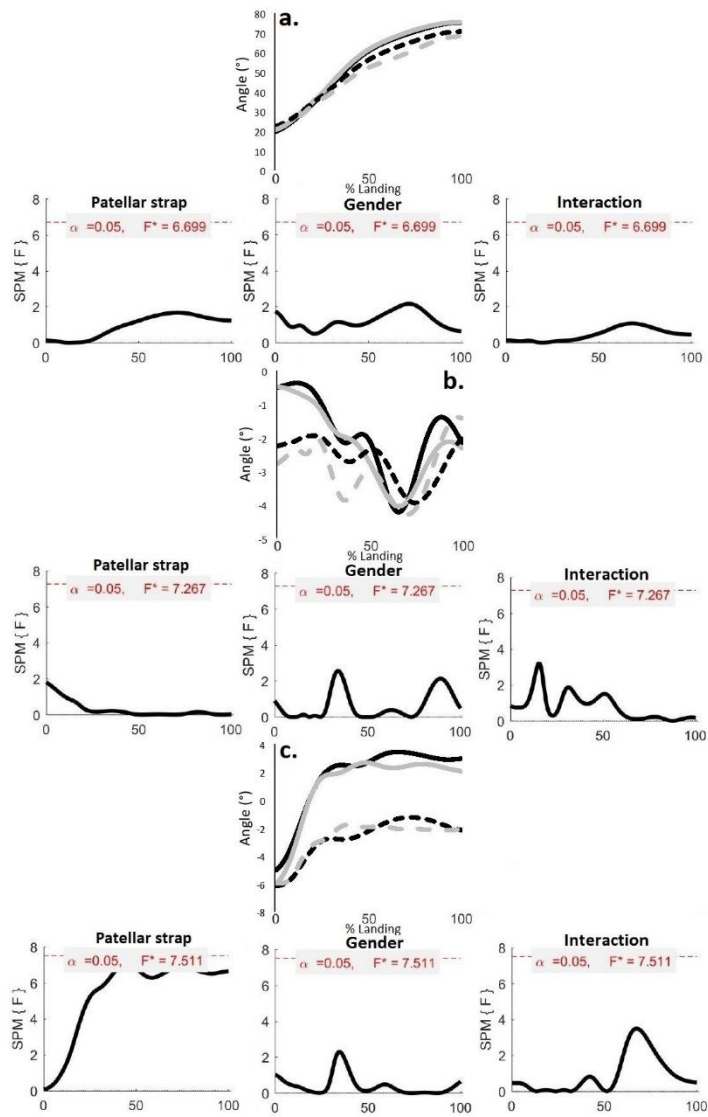 a.
80
70
60
50
40
30
20
10
0
Angle (°)
0 50 100
% Landing
Patellar strap Gender Interaction
8 8 8
α =0.05, F* = 6.699 α =0.05, F* = 6.699 α =0.05, F* = 6.699
6 6 6
4 4 4
2 2 2
0 0 0
SPM { F } SPM { F } SPM { F }
0 50 100 0 50 100 0 50 100
b.
0
-1
-2
-3
-4
-5
Angle (°)
0 50 100
% Landing
Patellar strap Gender Interaction
8 8 8
α =0.05, F* = 7.267 α =0.05, F* = 7.267 α =0.05, F* = 7.267
6 6 6
4 4 4
2 2 2
0 0 0
SPM { F } SPM { F } SPM { F }
0 50 100 0 50 100 0 50 100
c.
4
2
0
-2
-4
-6
-8
Angle (°)
0 50 100
% Landing
Patellar strap Gender Interaction
8 8 8
α =0.05, F* = 7.511 α =0.05, F* = 7.511 α =0.05, F* = 7.511
6 6 6
4 4 4
2 2 2
0 0 0
SPM { F } SPM { F } SPM { F }
0 50 100 0 50 100 0 50 100